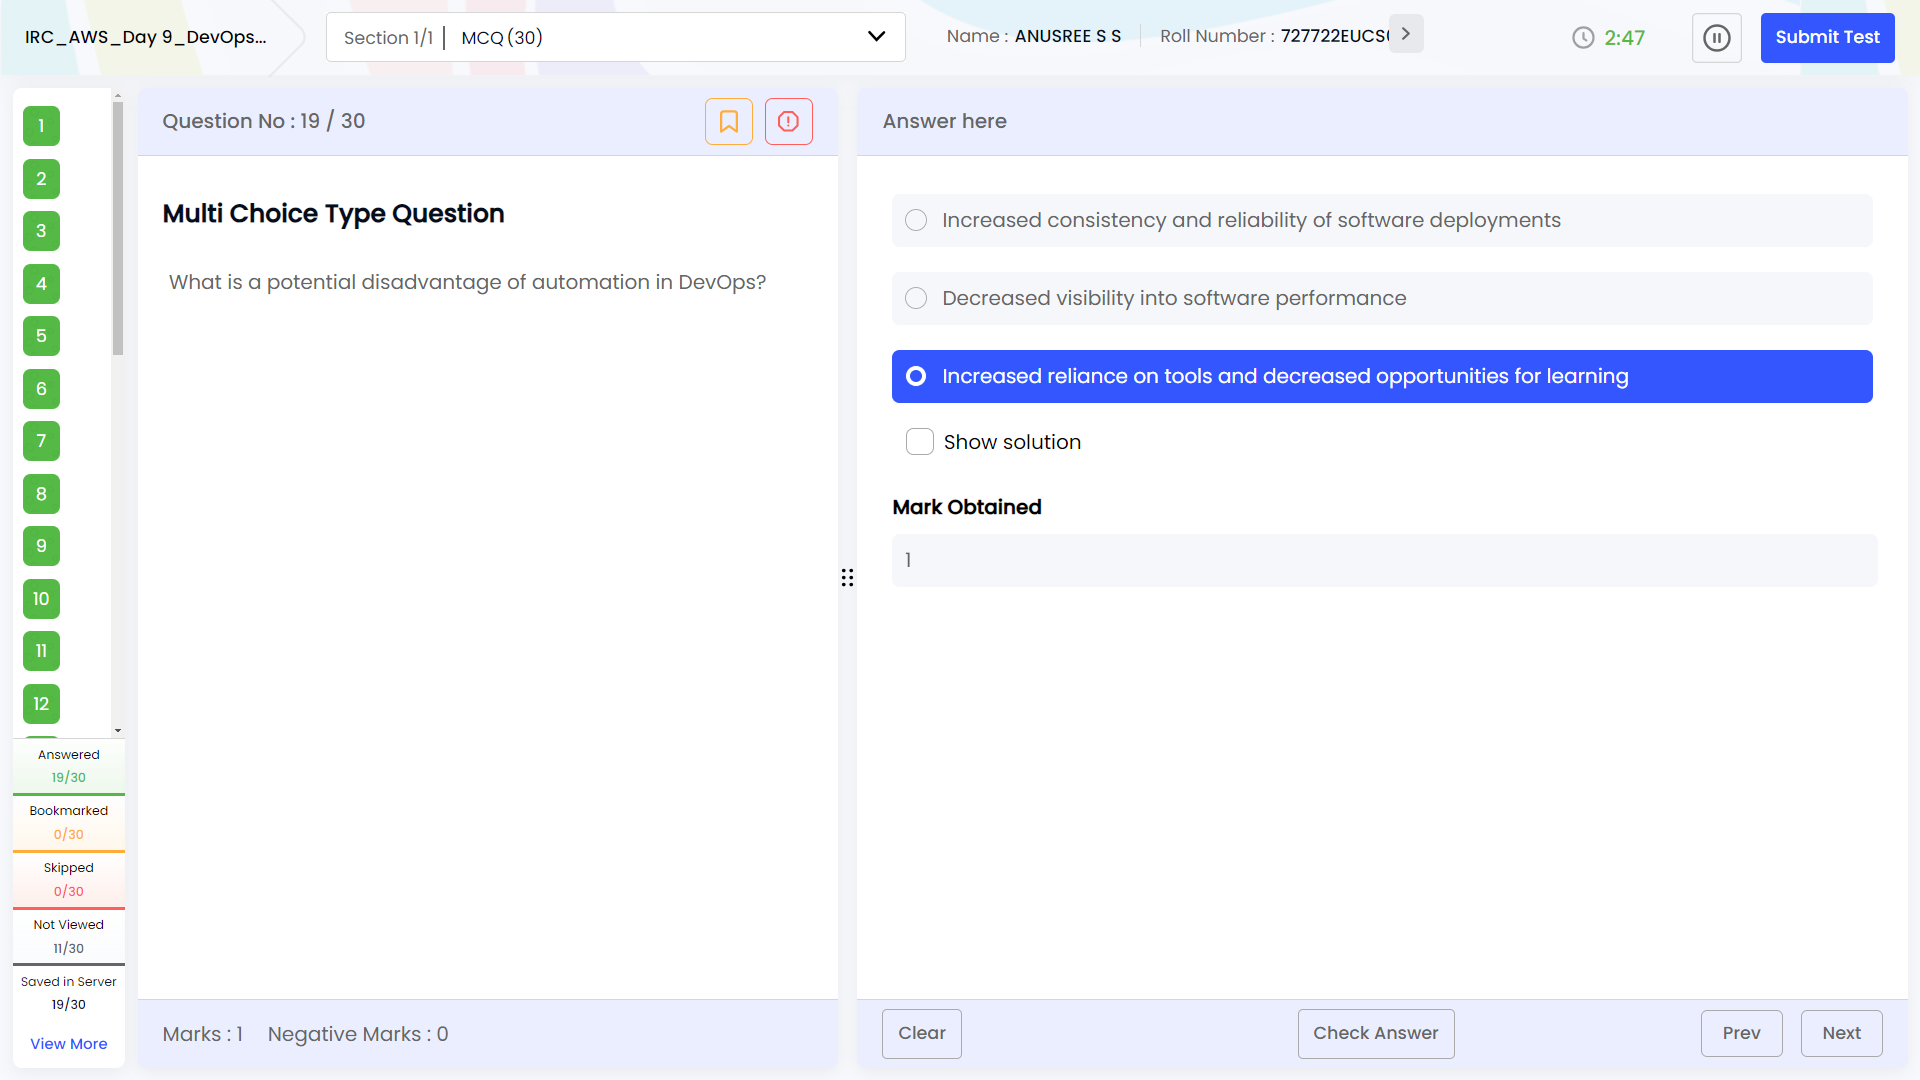 IRC_AWS_Day 9_DevOps...
Section 1/1 | MCQ (30)
Name : ANUSREE S S
Roll Number : 727722EUCS
2:47
Submit Test
1
2
3
4
5
6
7
8
9
10
11
12
Answered
19/30
Bookmarked
0/30
Skipped
0/30
Not Viewed
11/30
Saved in Server
19/30
View More
Question No : 19 / 30
Multi Choice Type Question
What is a potential disadvantage of automation in DevOps?
Marks : 1 Negative Marks : 0
Answer here
Increased consistency and reliability of software deployments
Decreased visibility into software performance
Increased reliance on tools and decreased opportunities for learning
Show solution
Mark Obtained
1
Clear
Check Answer
Prev
Next